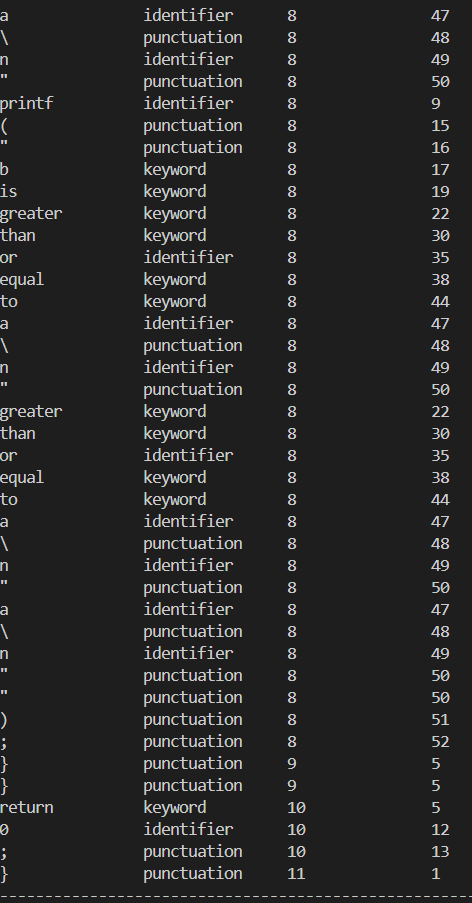 a identifier 8 47
\ punctuation 8 48
n identifier 8 49
" punctuation 8 50
printf identifier 8 9
( punctuation 8 15
" punctuation 8 16
b keyword 8 17
is keyword 8 19
greater keyword 8 22
than keyword 8 30
or identifier 8 35
equal keyword 8 38
to keyword 8 44
a identifier 8 47
\ punctuation 8 48
n identifier 8 49
" punctuation 8 50
greater keyword 8 22
than keyword 8 30
or identifier 8 35
equal keyword 8 38
to keyword 8 44
a identifier 8 47
\ punctuation 8 48
n identifier 8 49
" punctuation 8 50
a identifier 8 47
\ punctuation 8 48
n identifier 8 49
" punctuation 8 50
" punctuation 8 50
) punctuation 8 51
; punctuation 8 52
} punctuation 9 5
} punctuation 9 5
return keyword 10 5
0 identifier 10 12
; punctuation 10 13
} punctuation 11 1
------------------------------------------------------------